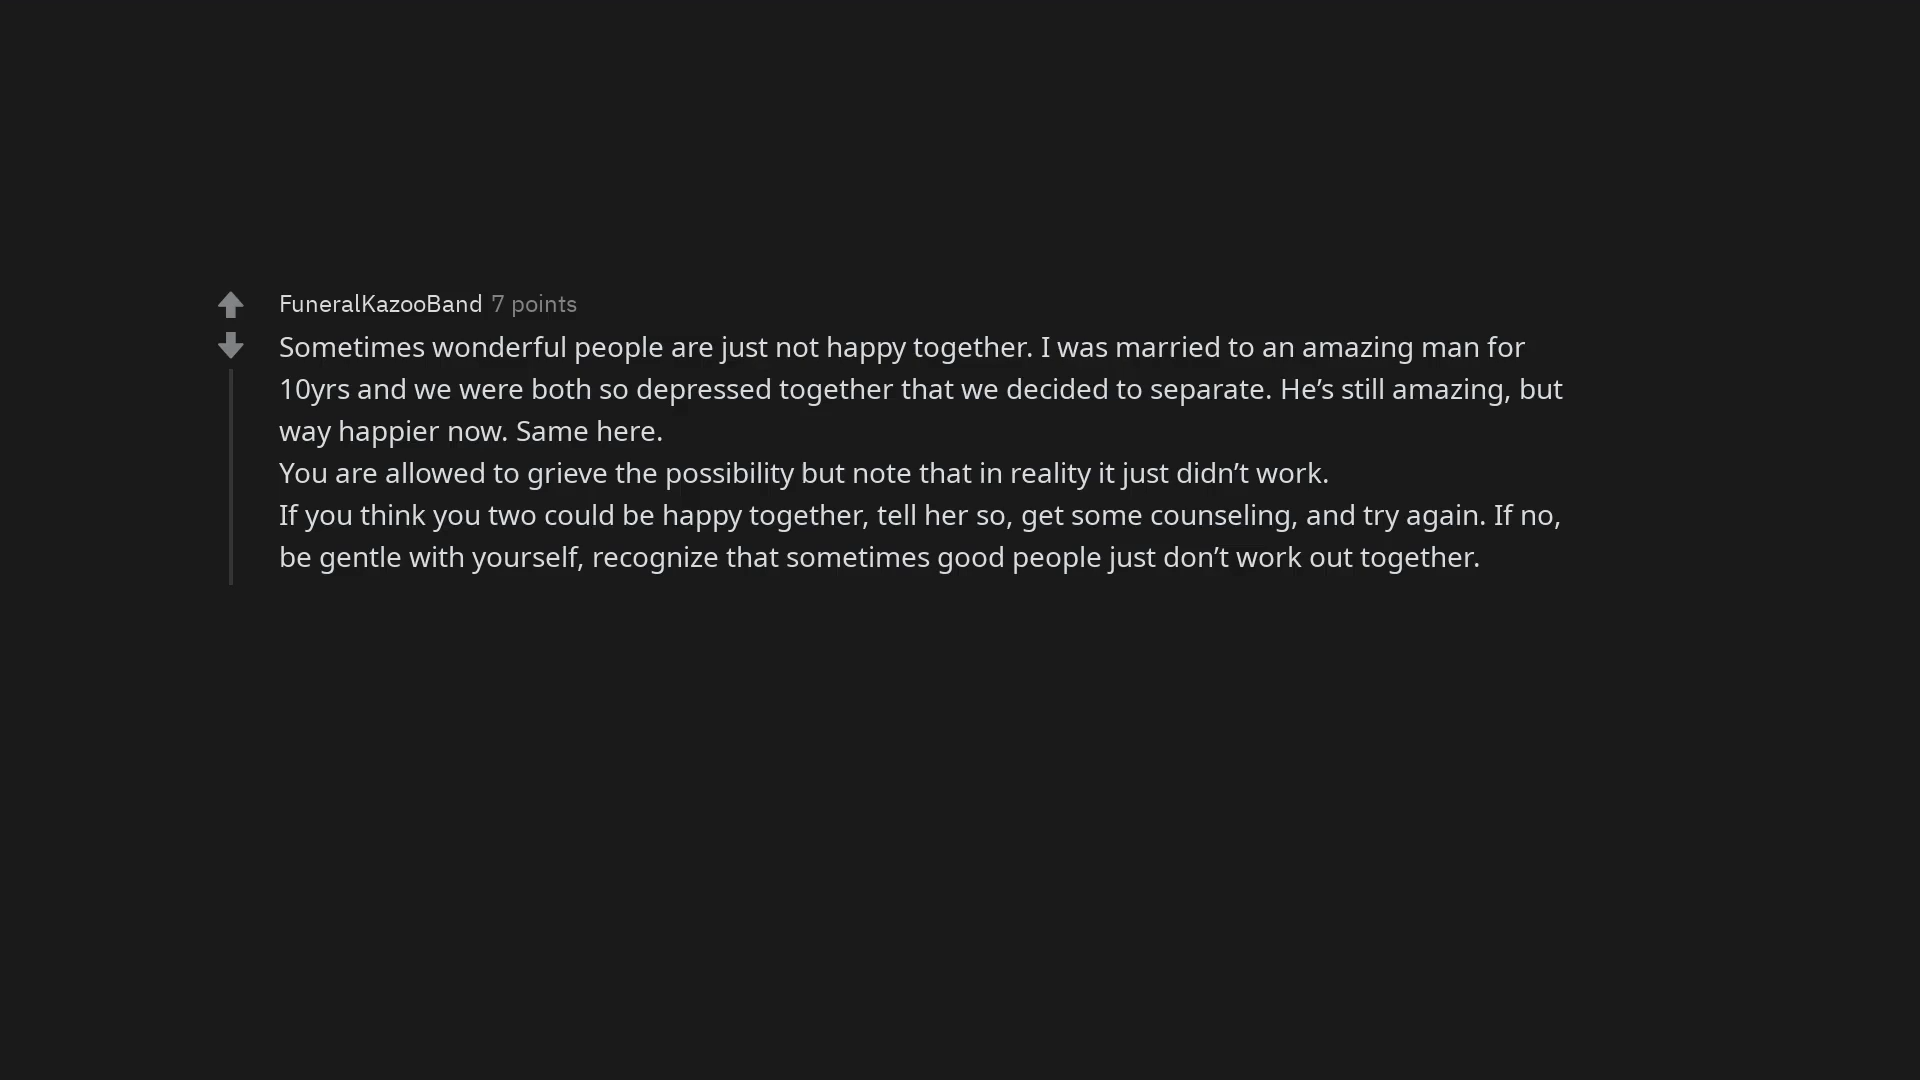 FuneralKazooBand 7 points
Sometimes wonderful people are just not happy together. I was married to an amazing man for
10yrs and we were both so depressed together that we decided to separate. He’s still amazing, but
way happier now. Same here.
You are allowed to grieve the possibility but note that in reality it just didn’t work.
If you think you two could be happy together, tell her so, get some counseling, and try again. If no,
be gentle with yourself, recognize that sometimes good people just don’t work out together.